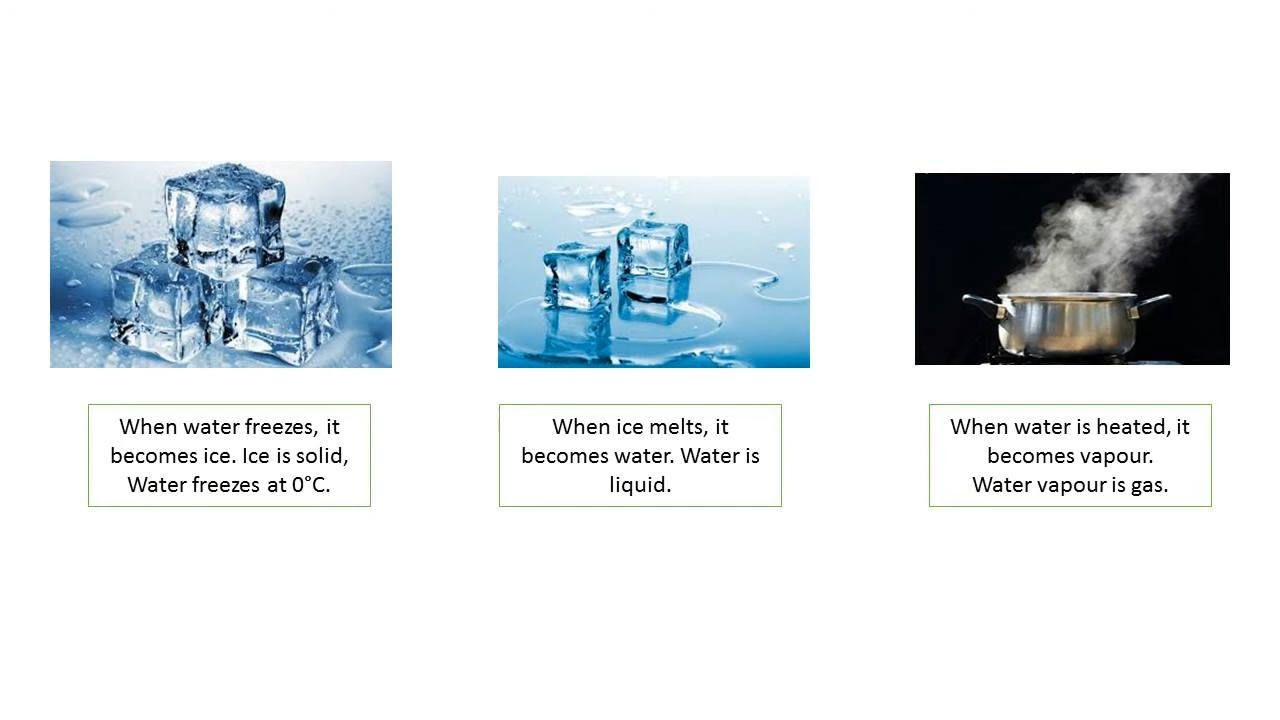 When water freezes, it
becomes ice. Ice is solid,
Water freezes at 0°C.
When ice melts, it
becomes water. Water is
liquid.
When water is heated, it
becomes vapour.
Water vapour is gas.